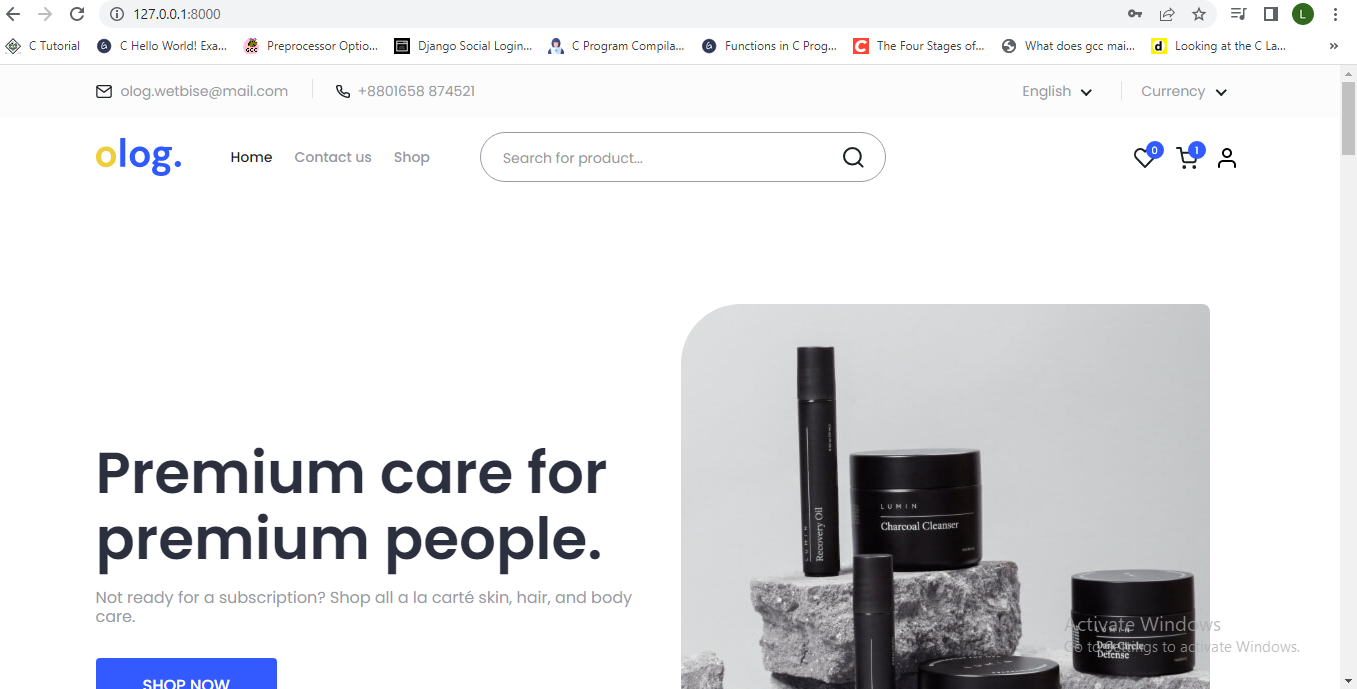 127.0.0.1:8000
L
C Tutorial
C Hello World! Exa...
GCC
Preprocessor Optio...
Django Social Login...
C Program Compila...
Functions in C Prog...
The Four Stages of...
What does gcc mai...
d
Looking at the C La...
»
olog.wetbise@mail.com
+8801658 874521
English
Currency
olog.
Home
Contact us
Shop
Search for product...
0
1
Premium care for
premium people.
Not ready for a subscription? Shop all a la carté skin, hair, and body
care.
SHOP NOW
LUMIN
Recovery Oil
LUMIN
Charcoal Cleanser
LUMIN
LUMIN
Dark Circle
Defense
Activate Windows
Go to Settings to activate Windows.